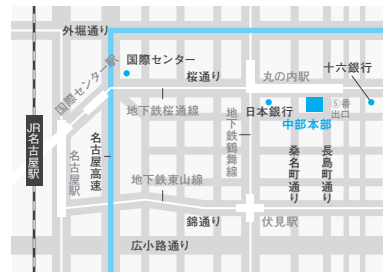 外堀通り
国際センター駅
国際センター
桜通り
丸の内駅
十六銀行
地下鉄桜通線
日本銀行
⑤番
出口
中部本部
JR名古屋駅
名古屋駅
名古屋高速
地下鉄鶴舞線
桑名町通り
長島町通り
地下鉄東山線
錦通り
伏見駅
広小路通り